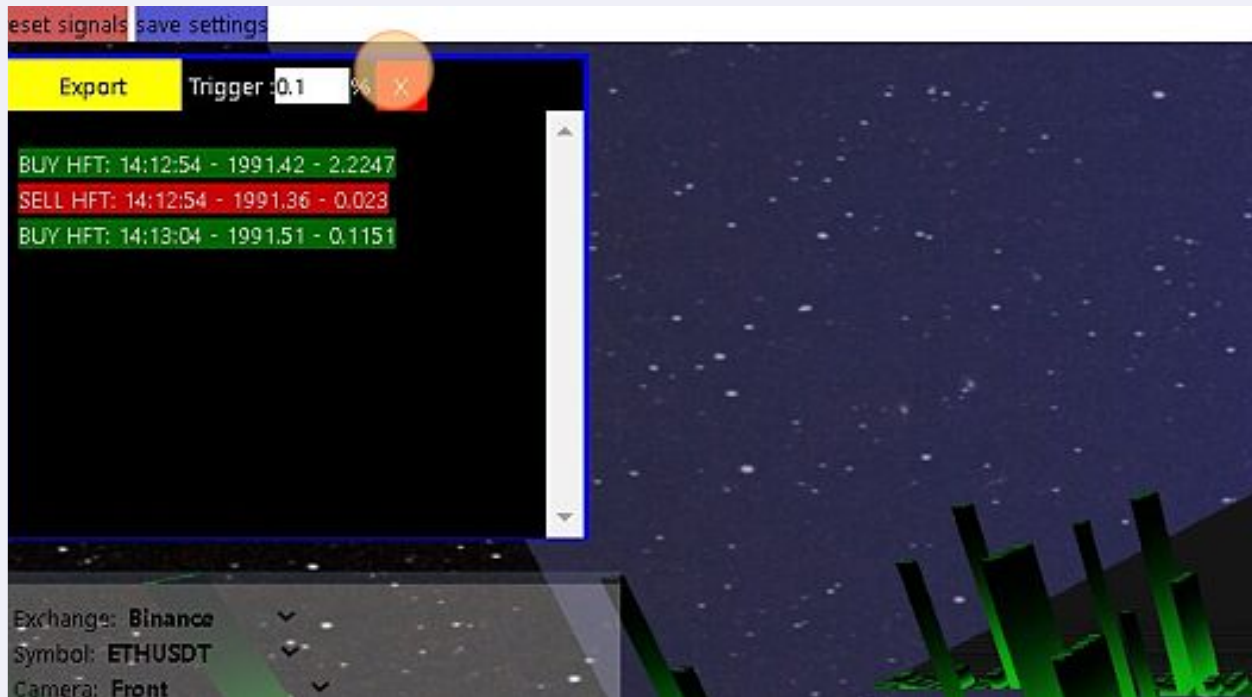 eset signals save settings
Export Trigger :0.1 % X
BUY HFT: 14:12:54 - 1991.42 - 2.2247
SELL HFT: 14:12:54 - 1991.36 - 0.023
BUY HFT: 14:13:04 - 1991.51 - 0.1151
Exchange: Binance
Symbol: ETHUSDT
Camera: Front